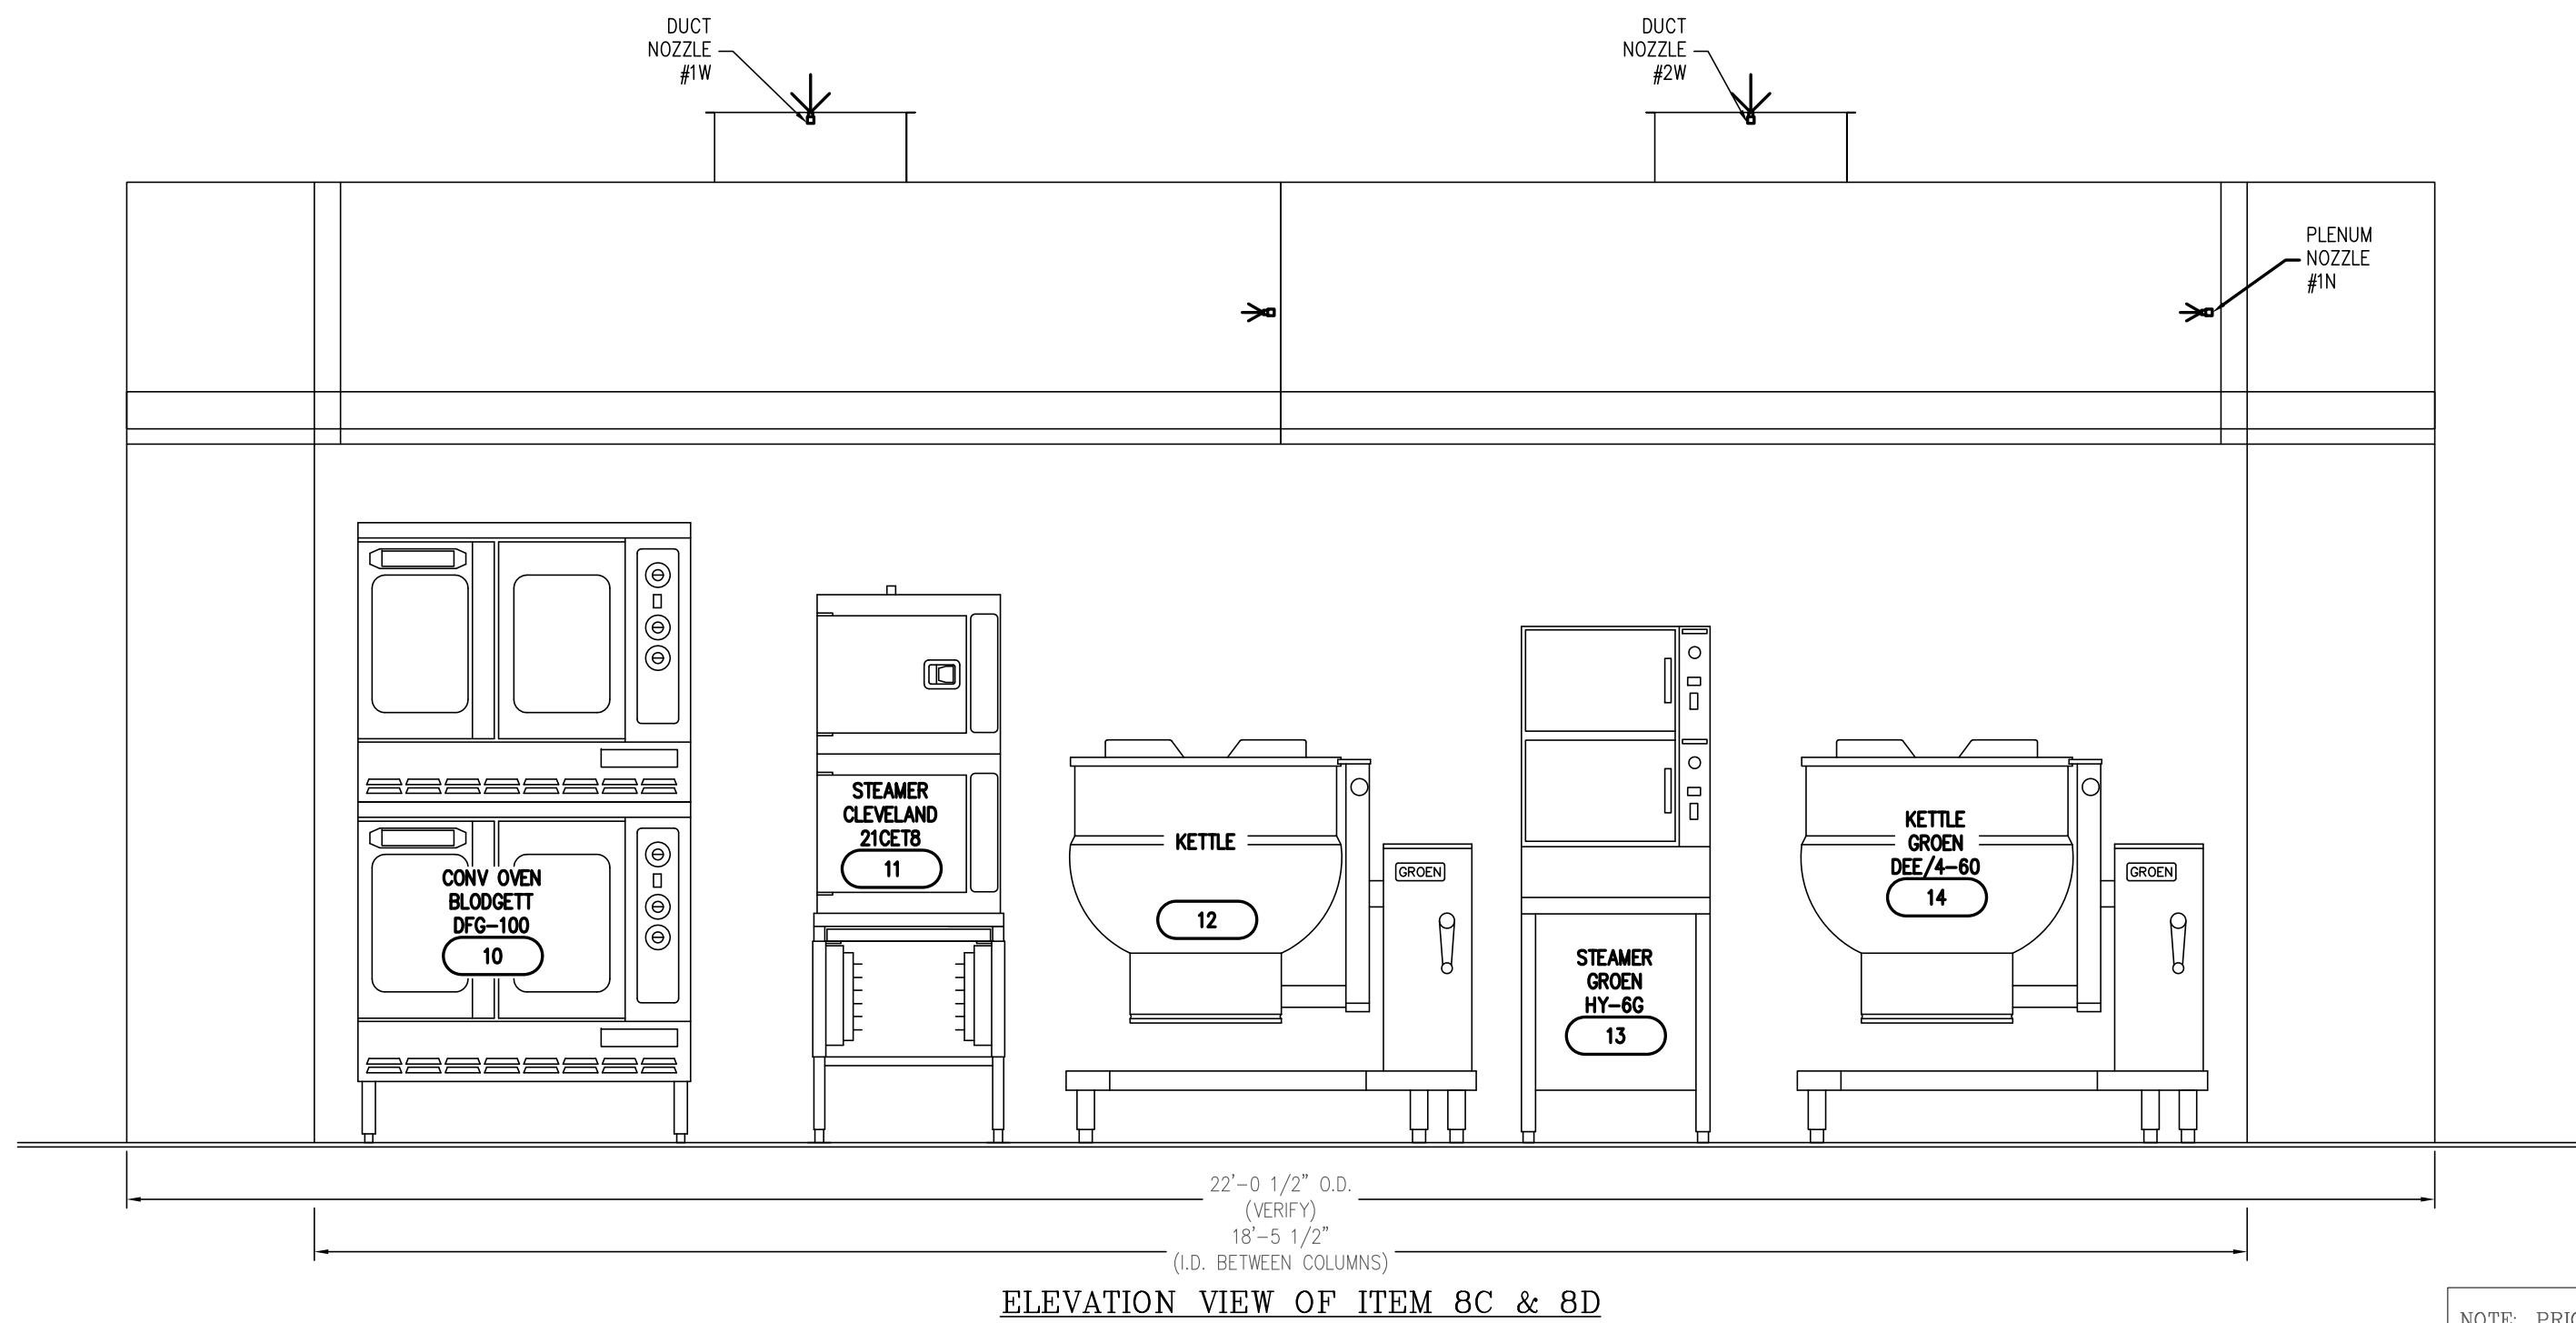 DUCT
NOZZLE
#1W
DUCT
NOZZLE
#2W
PLENUM
NOZZLE
#1N
CONV OVEN
BLODGETT
DFG-100
10
STEAMER
CLEVELAND
21CET8
11
KETTLE
12
GROEN
STEAMER
GROEN
HY-6G
13
KETTLE
GROEN
DEE/4-60
14
GROEN
22'-0 1/2" O.D.
(VERIFY)
18'-5 1/2"
(I.D. BETWEEN COLUMNS)
ELEVATION VIEW OF ITEM 8C & 8D
NOTE: